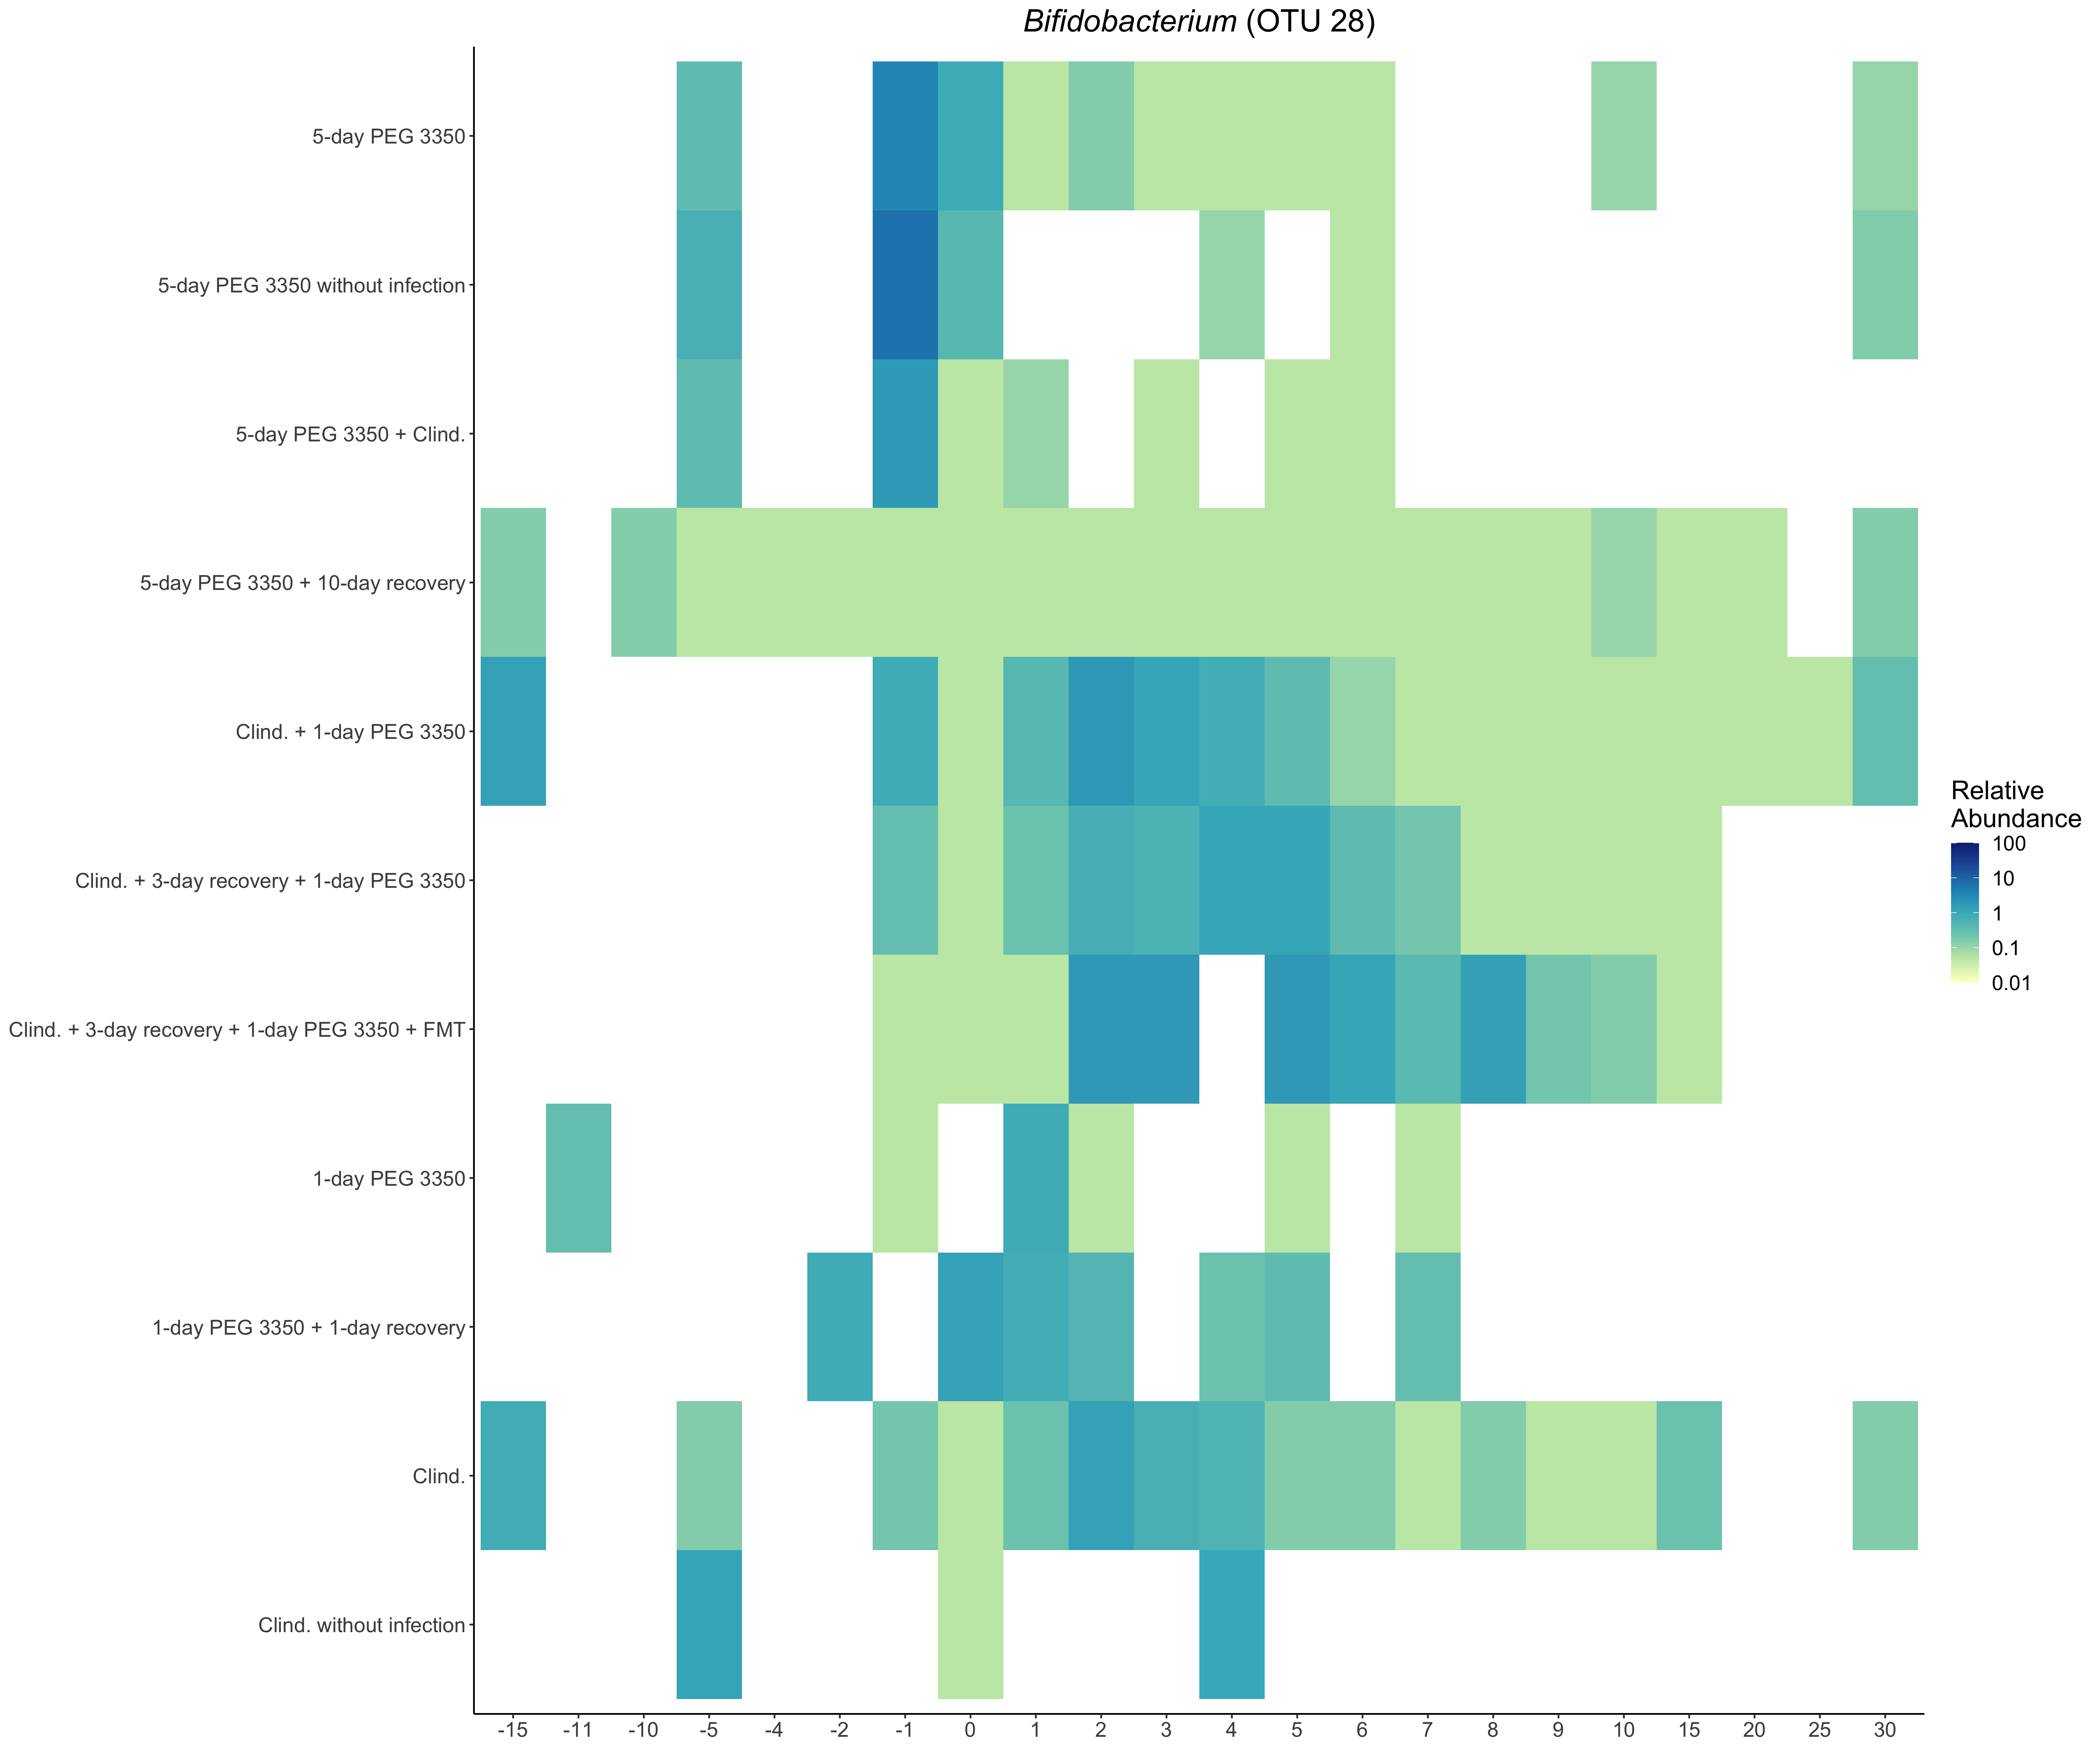 Bifidobacterium (OTU 28)
5-day PEG 3350
5-day PEG 3350 without infection
5-day PEG 3350 + Clind.
5-day PEG 3350 + 10-day recovery
Clind. + 1-day PEG 3350
Clind. + 3-day recovery + 1-day PEG 3350
Clind. + 3-day recovery + 1-day PEG 3350 + FMT
1-day PEG 3350
1-day PEG 3350 + 1-day recovery
Clind.
Clind. without infection
-15 -11 -10 -5 -4 -2 -1 0 1 2 3 4 5 6 7 8 9 10 15 20 25 30
Relative
Abundance
100
10
1
0.1
0.01